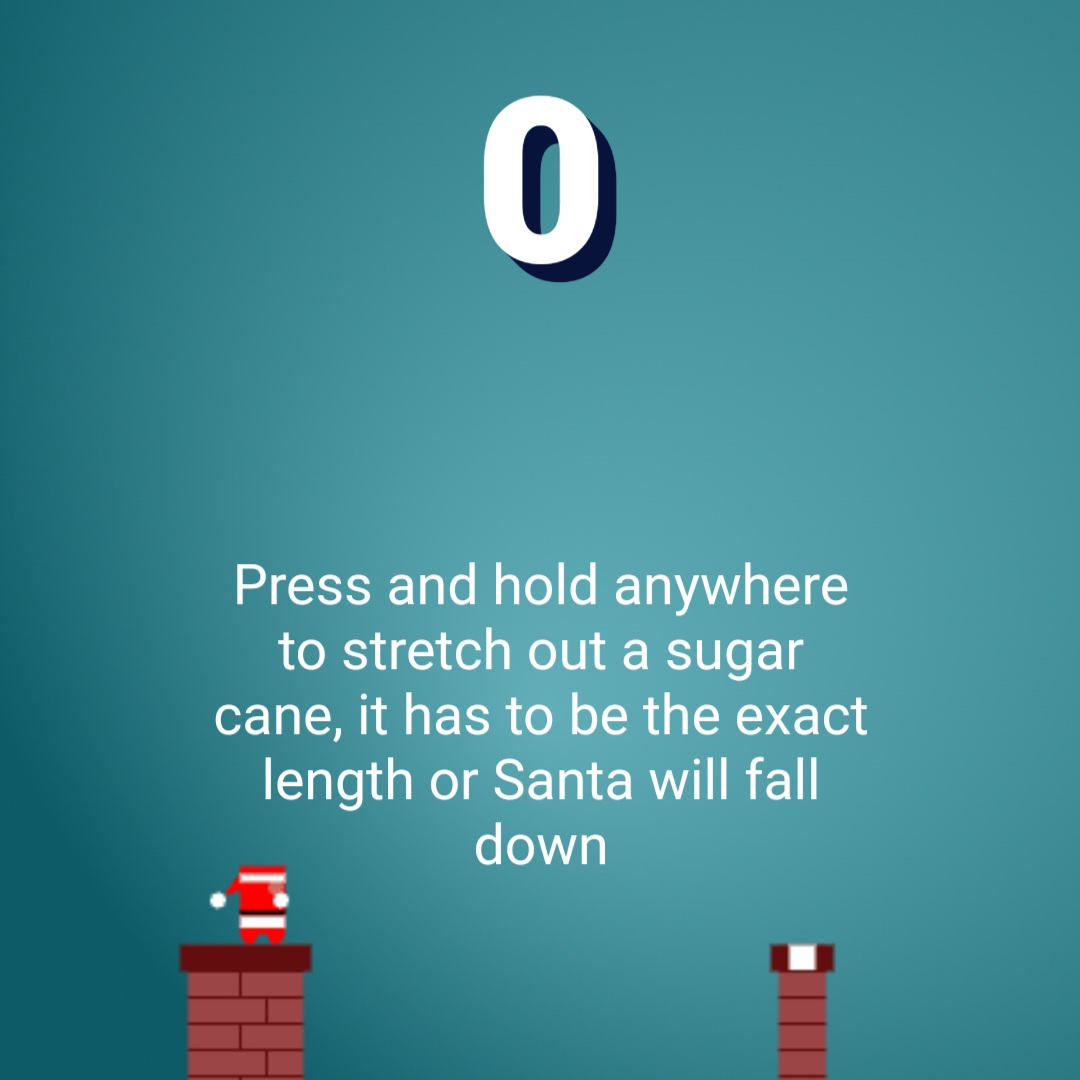 0
Press and hold anywhere
to stretch out a sugar
cane, it has to be the exact
length or Santa will fall
down